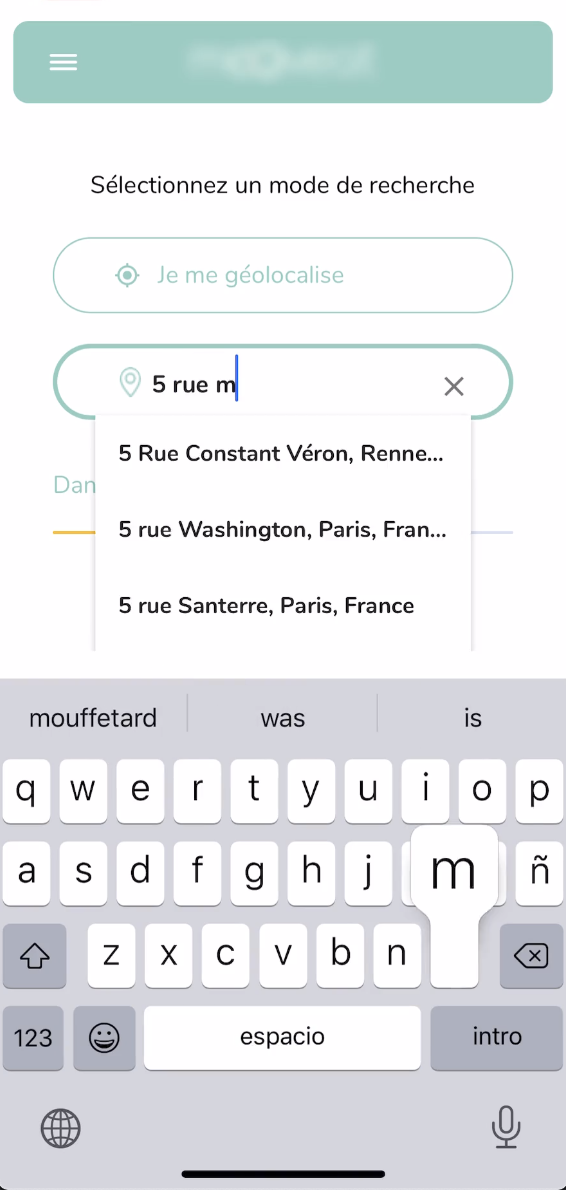 Sélectionnez un mode de recherche
Je me géolocalise
5 rue m
5 Rue Constant Véron, Renne...
5 rue Washington, Paris, Fran...
Dan
5 rue Santerre, Paris, France
mouffetard was is
q w e r t y u i o p
a s d f g h j ñ
m
z x c v b n
123 espacio intro